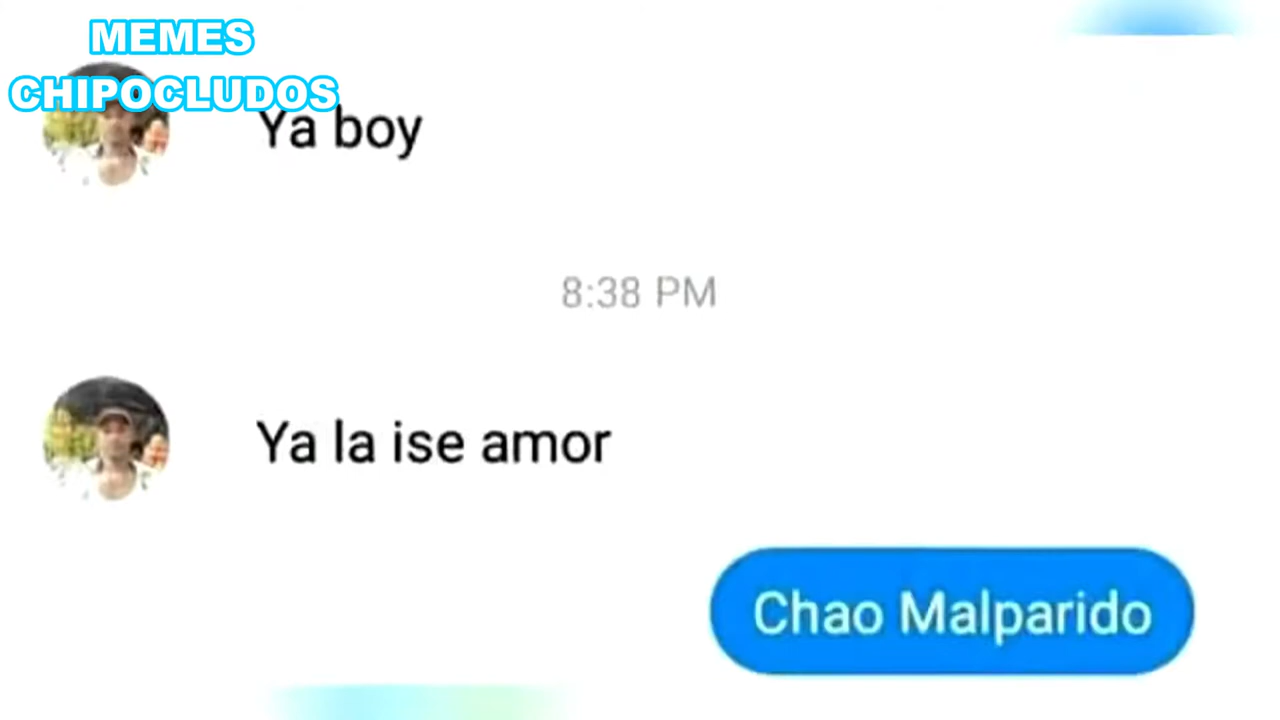 MEMES
CHIPOCLUDOS
Ya boy
8:38 PM
Ya la ise amor
Chao Malparido